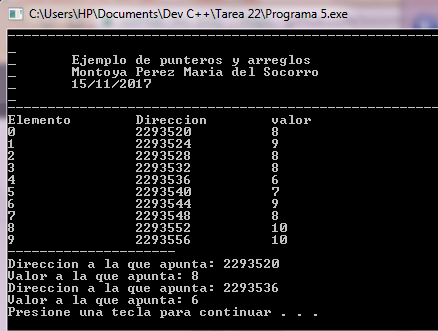 C:\Users\HP\Documents\Dev C++\Tarea 22\Programa 5.exe
Ejemplo de punteros y arreglos
Montoya Perez Maria del Socorro
15/11/2017
Elemento Direccion valor
0 2293520 8
1 2293524 9
2 2293528 8
3 2293532 8
4 2293536 6
5 2293540 7
6 2293544 9
7 2293548 8
8 2293552 10
9 2293556 10
Direccion a la que apunta: 2293520
Valor a la que apunta: 8
Direccion a la que apunta: 2293536
Valor a la que apunta: 6
Presione una tecla para continuar . . .